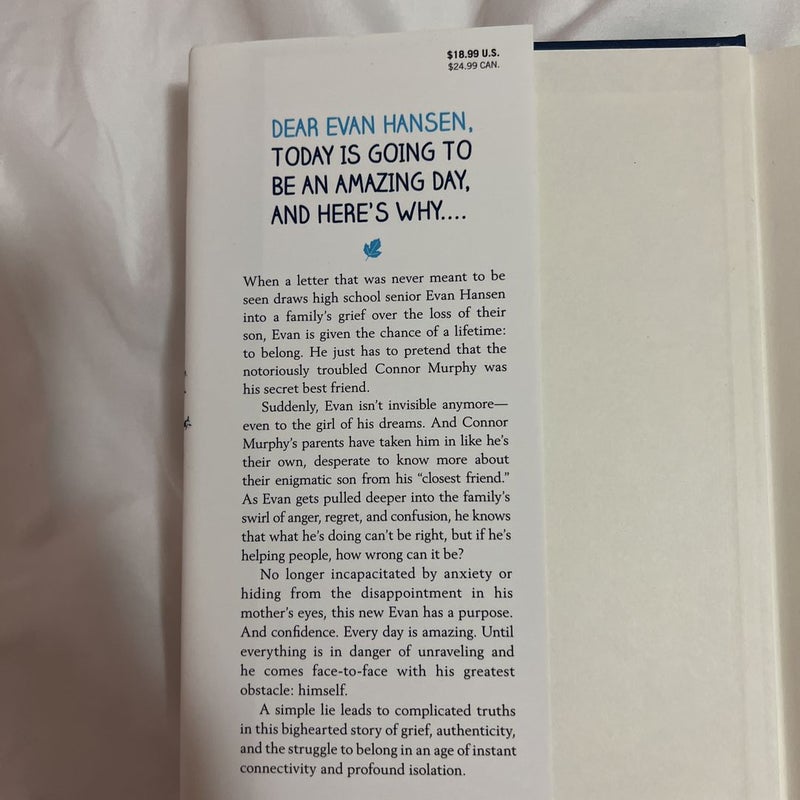 $18.99 U.S.
$24.99 CAN.
DEAR EVAN HANSEN,
TODAY IS GOING TO
BE AN AMAZING DAY,
AND HERE'S WHY....
When a letter that was never meant to be
seen draws high school senior Evan Hansen
into a family's grief over the loss of their
son, Evan is given the chance of a lifetime:
to belong. He just has to pretend that the
notoriously troubled Connor Murphy was
his secret best friend.
Suddenly, Evan isn't invisible anymore—
even to the girl of his dreams. And Connor
Murphy's parents have taken him in like he's
their own, desperate to know more about
their enigmatic son from his “closest friend.”
As Evan gets pulled deeper into the family's
swirl of anger, regret, and confusion, he knows
that what he's doing can't be right, but if he's
helping people, how wrong can it be?
No longer incapacitated by anxiety or
hiding from the disappointment in his
mother's eyes, this new Evan has a purpose.
And confidence. Every day is amazing. Until
everything is in danger of unraveling and
he comes face-to-face with his greatest
obstacle: himself.
A simple lie leads to complicated truths
in this bighearted story of grief, authenticity,
and the struggle to belong in an age of instant
connectivity and profound isolation.